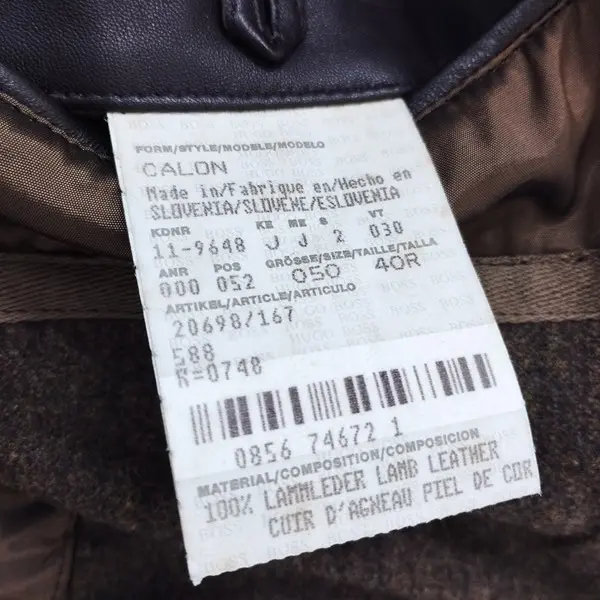 FORM/STYLE/MODELE/MODELO
CALON
Made in/Fabrique en/Hecho en
SLOVENIA/SLOVENE/ESLOVENIA
KDNR KE ME S VT
11-9648 J J 2 030
ANR POS GRÖSSE/SIZE/TAILLE/TALLA
000 052 050 40R
ARTIKEL/ARTICLE/ARTICULO
20698/167
588
R=0748
0856 74672 1
MATERIAL/COMPOSITION/COMPOSICION
100% LAMMLEDER LAMB LEATHER
CUIR D'AGNEAU PIEL DE COR